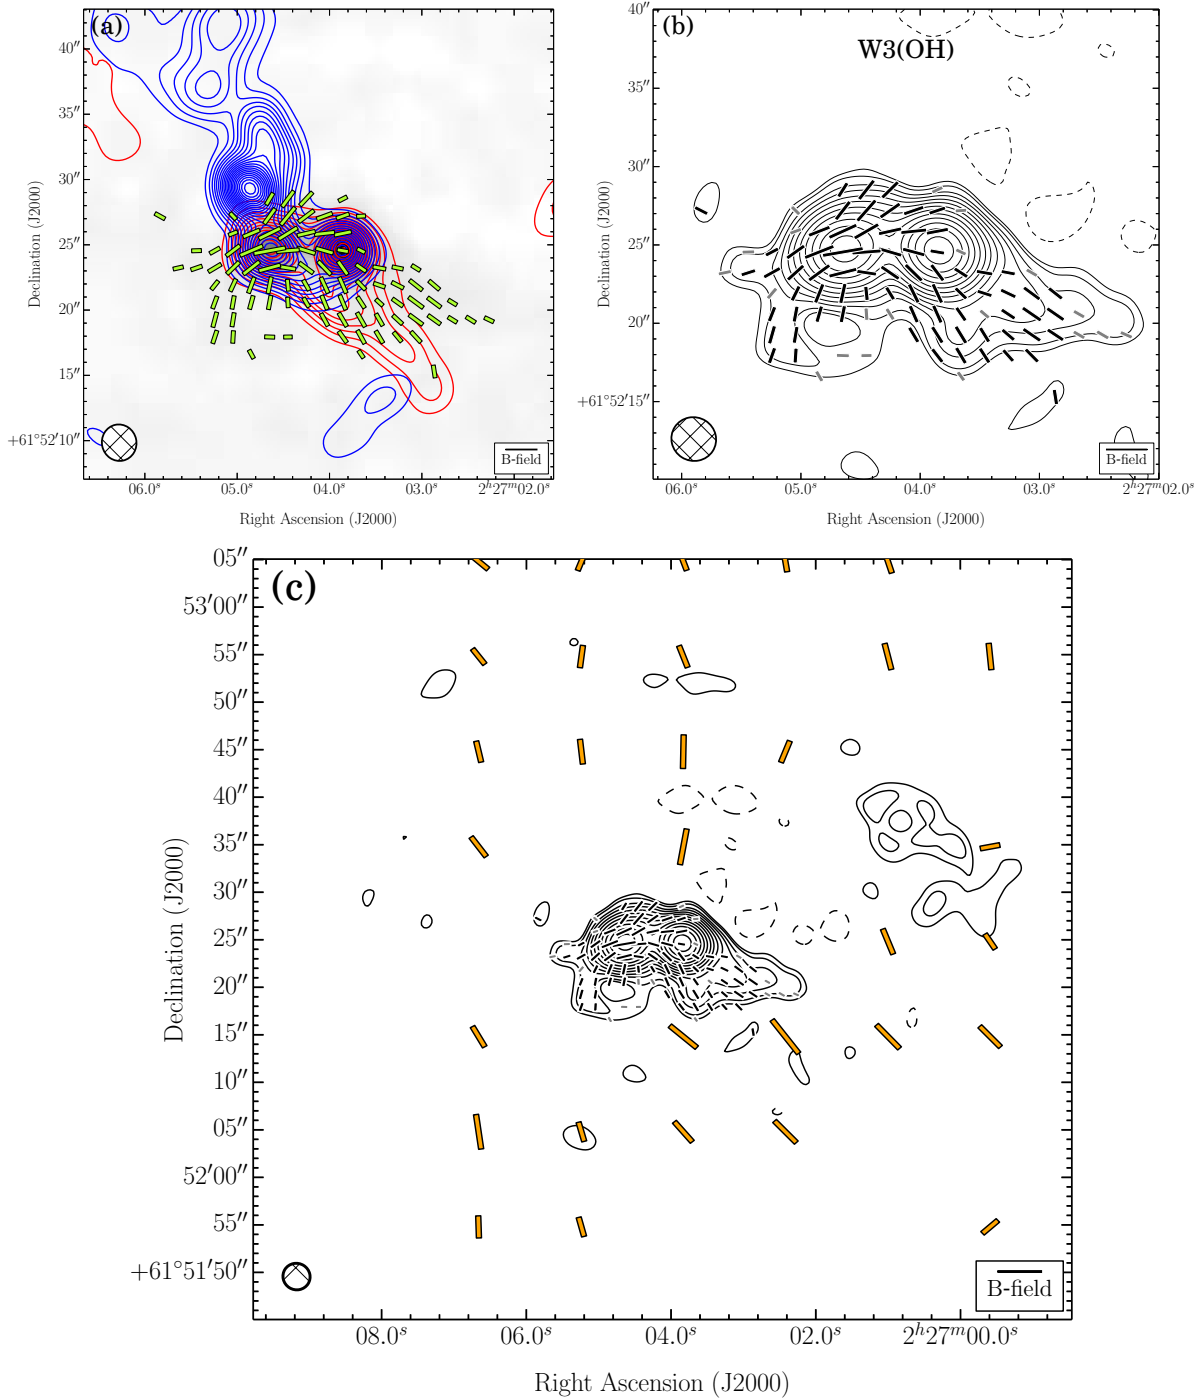 (a)
40″
35″
30″
25″
20″
15″
+61°52′10″
Declination (J2000)
B-field
06.0ˢ 05.0ˢ 04.0ˢ 03.0ˢ 2ʰ27ᵐ02.0ˢ
Right Ascension (J2000)
(b)
W3(OH)
40″
35″
30″
25″
20″
+61°52′15″
Declination (J2000)
B-field
06.0ˢ 05.0ˢ 04.0ˢ 03.0ˢ 2ʰ27ᵐ02.0ˢ
Right Ascension (J2000)
(c)
05″
53′00″
55″
50″
45″
40″
35″
30″
25″
20″
15″
10″
05″
52′00″
55″
+61°51′50″
Declination (J2000)
B-field
08.0ˢ 06.0ˢ 04.0ˢ 02.0ˢ 2ʰ27ᵐ00.0ˢ
Right Ascension (J2000)